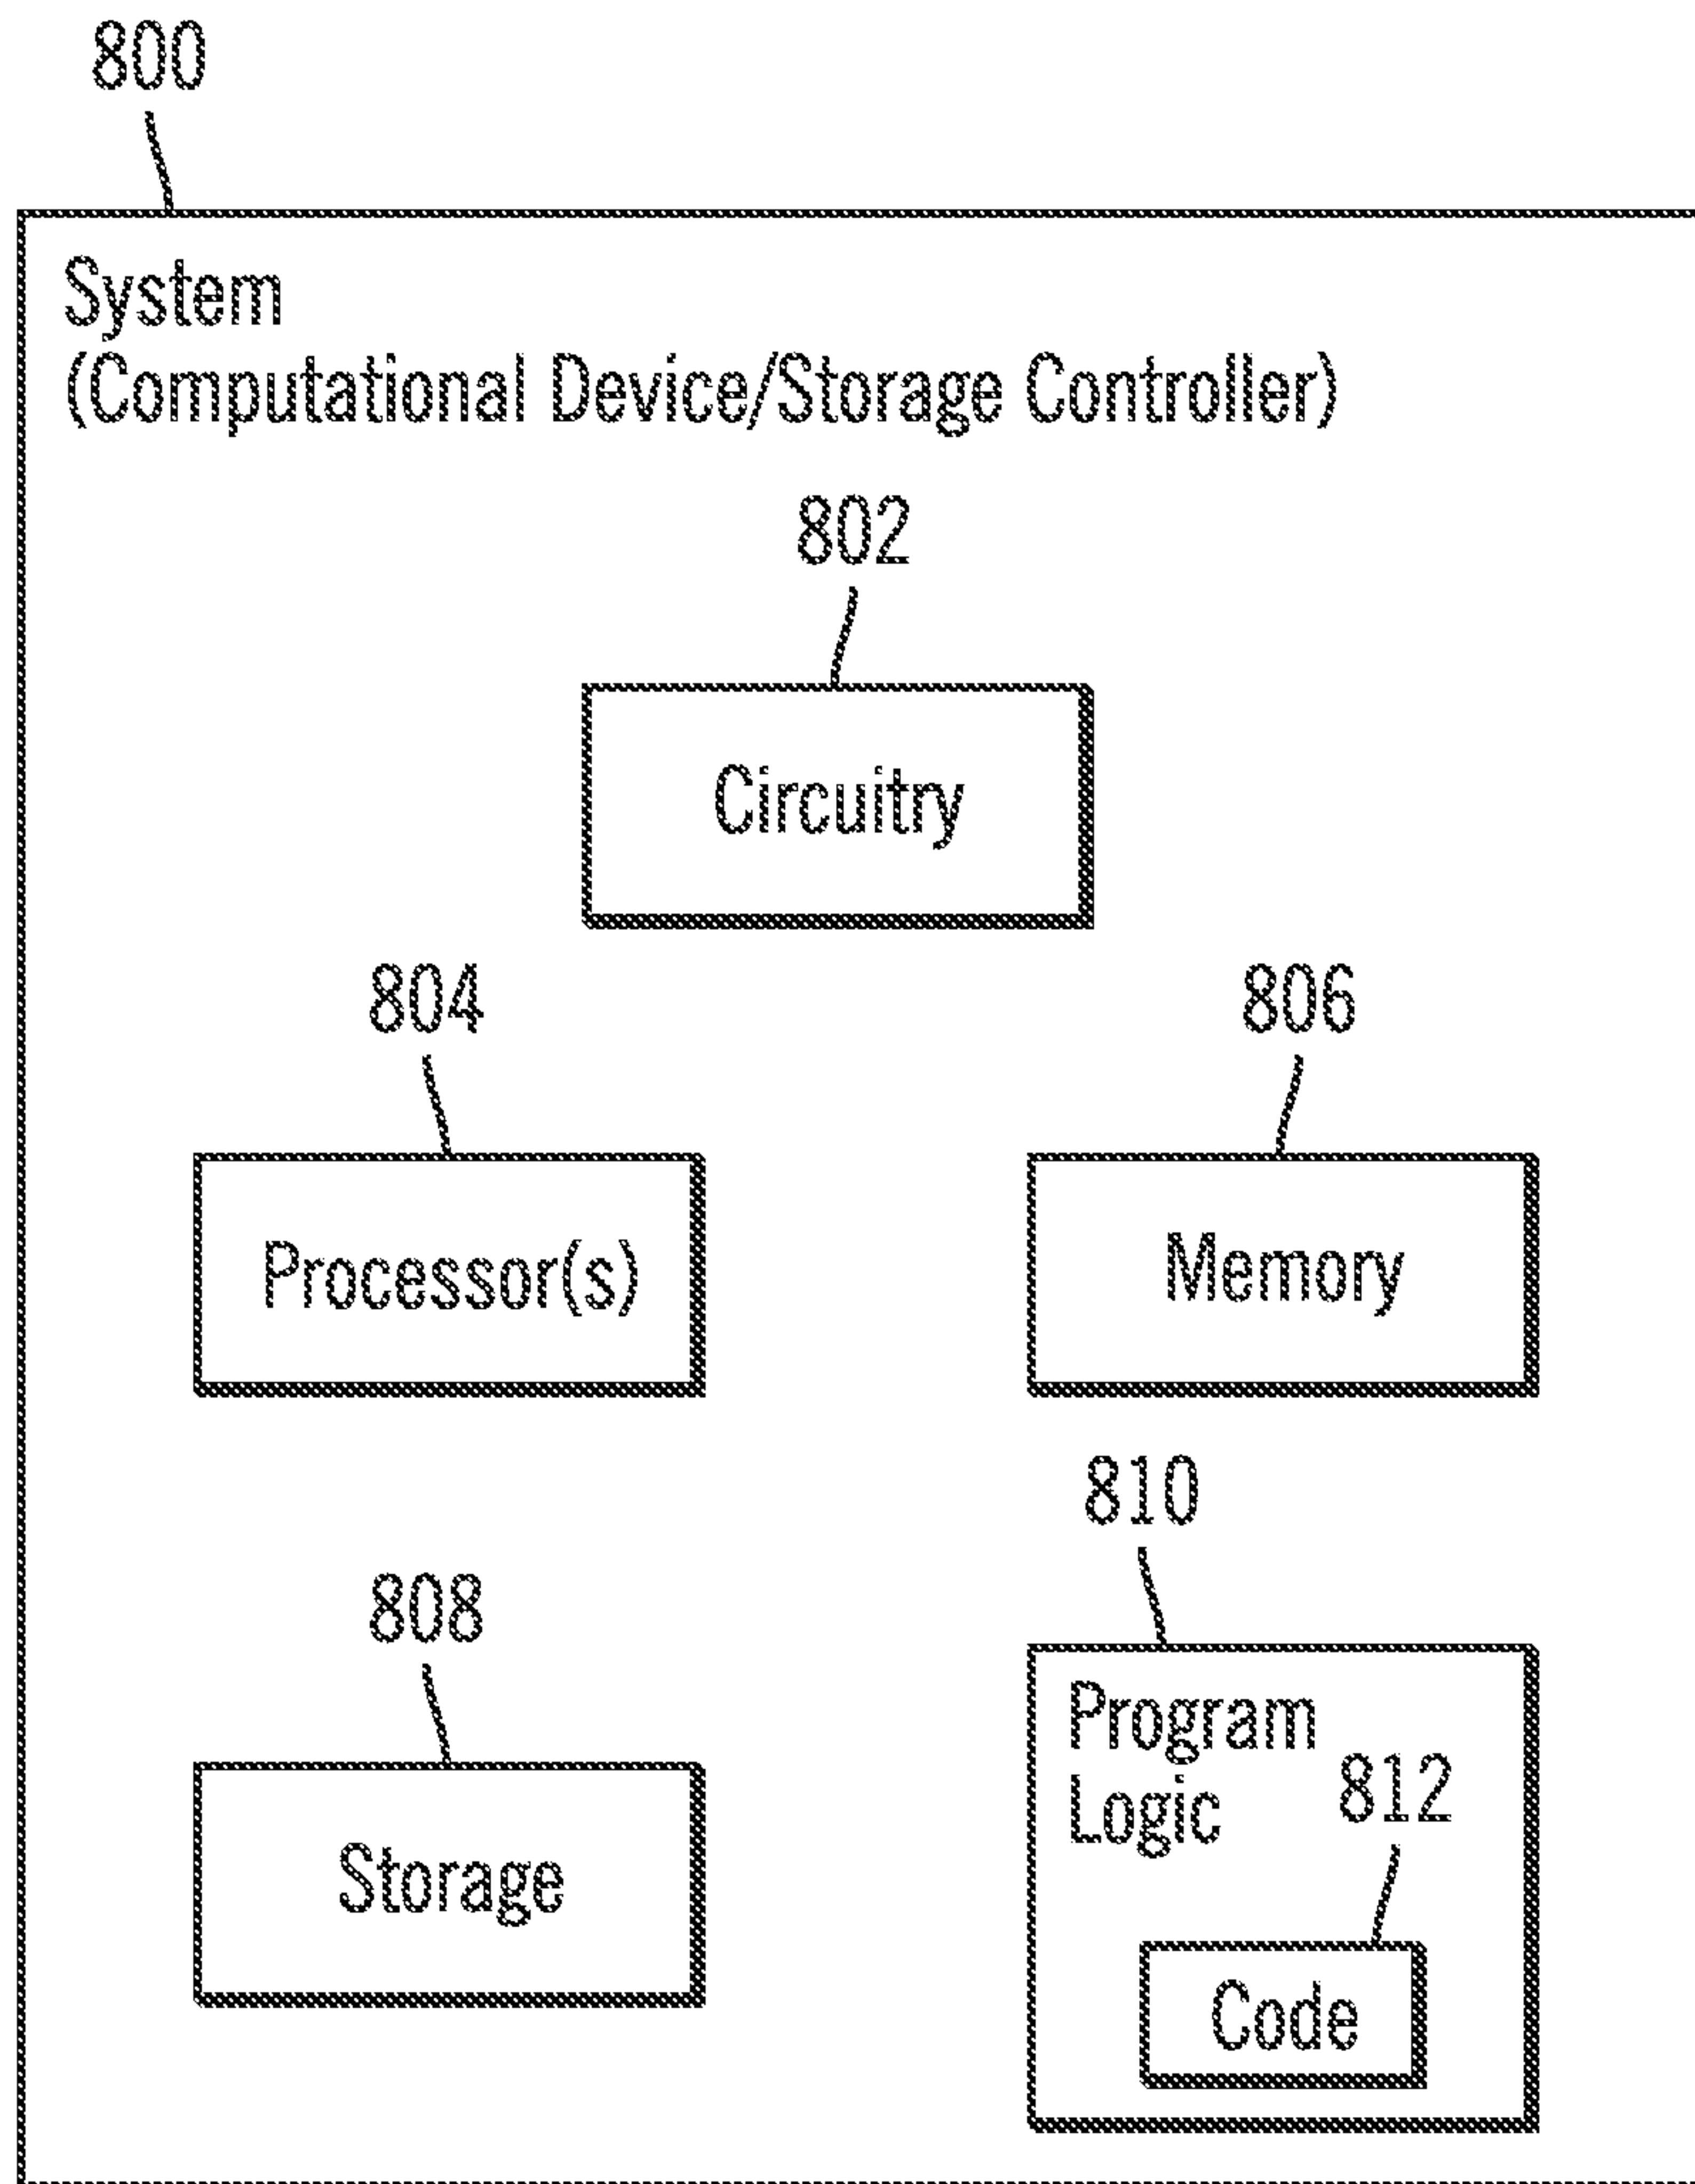 800
System
(Computational Device/Storage Controller)
802
Circuitry
804
806
Processor(s)
Memory
810
808
Program
Logic
812
Storage
Code